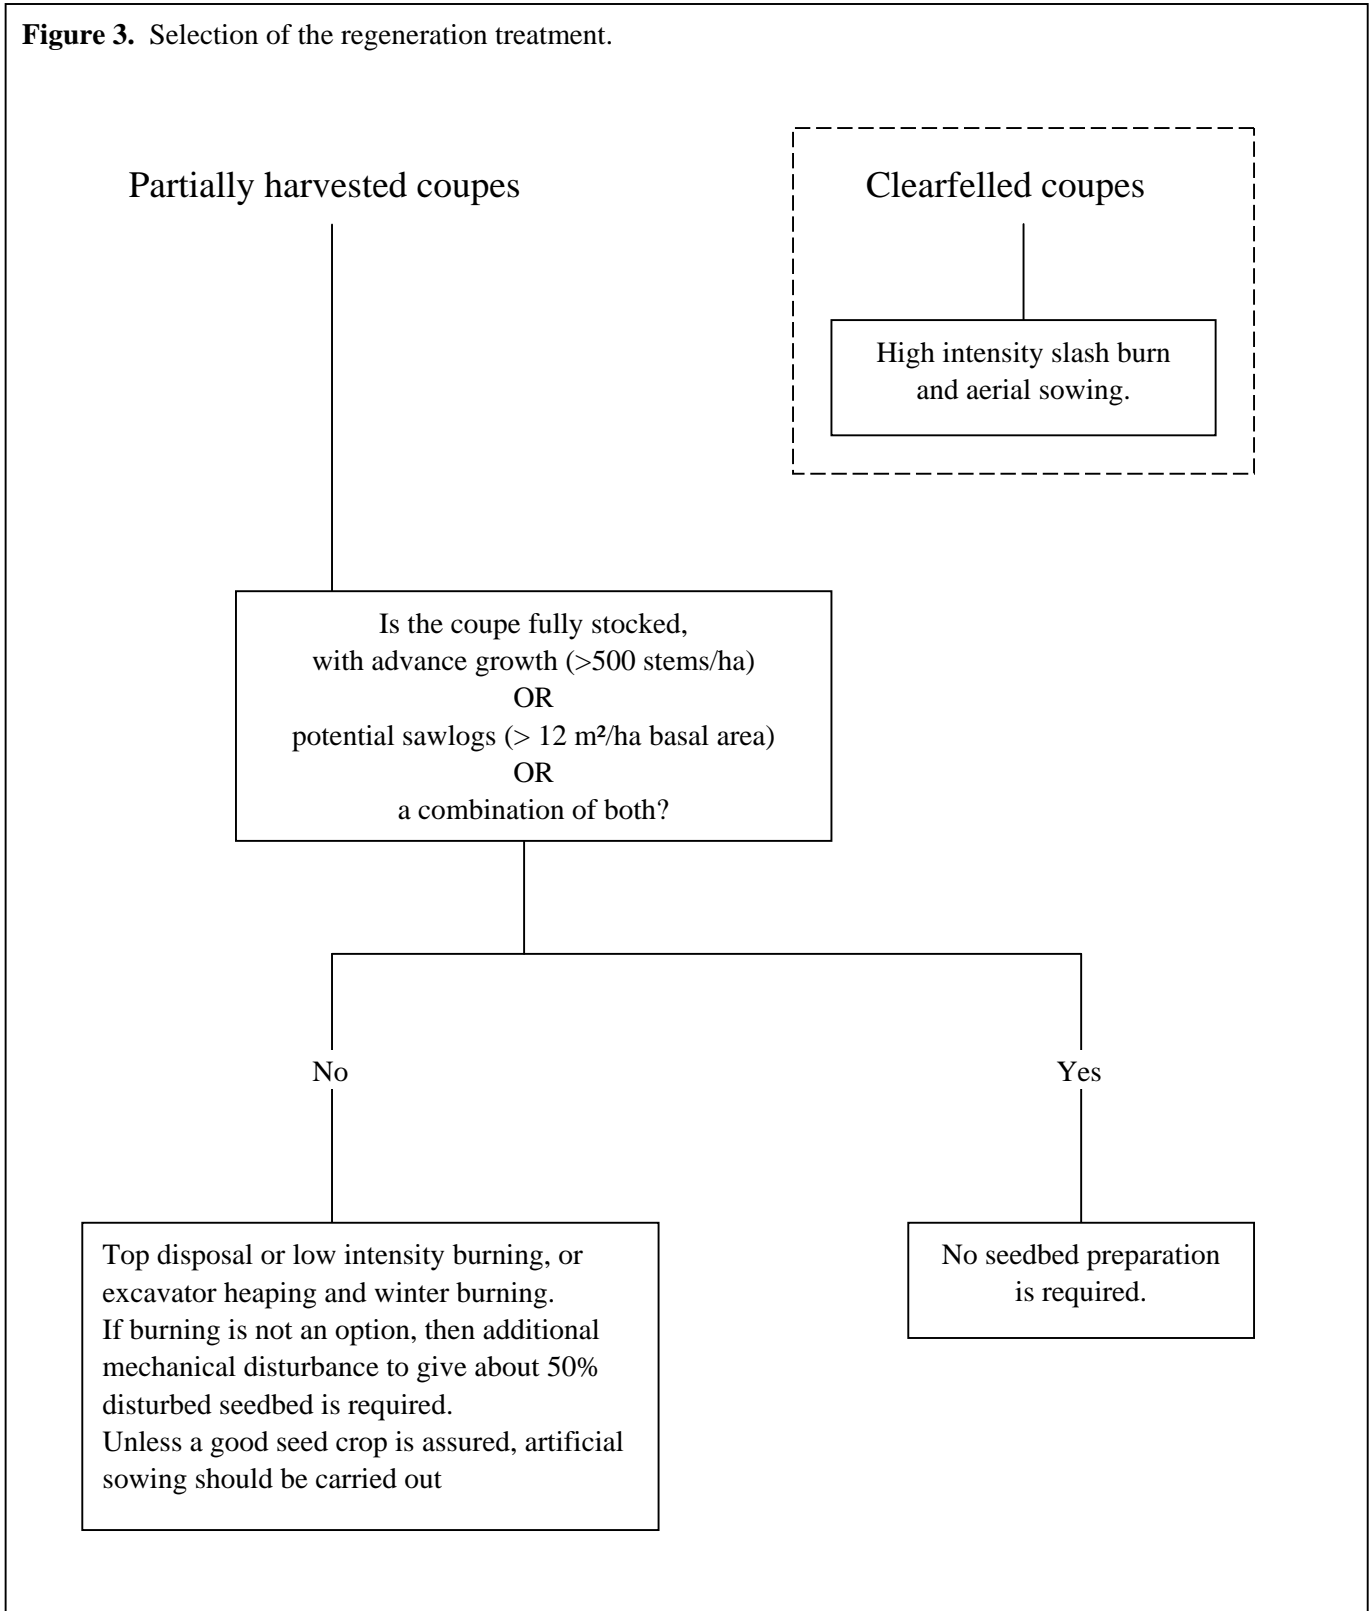 Figure 3. Selection of the regeneration treatment.
Partially harvested coupes
Clearfelled coupes
High intensity slash burn
and aerial sowing.
Is the coupe fully stocked,
with advance growth (>500 stems/ha)
OR
potential sawlogs (> 12 m²/ha basal area)
OR
a combination of both?
No
Yes
Top disposal or low intensity burning, or
excavator heaping and winter burning.
If burning is not an option, then additional
mechanical disturbance to give about 50%
disturbed seedbed is required.
Unless a good seed crop is assured, artificial
sowing should be carried out
No seedbed preparation
is required.